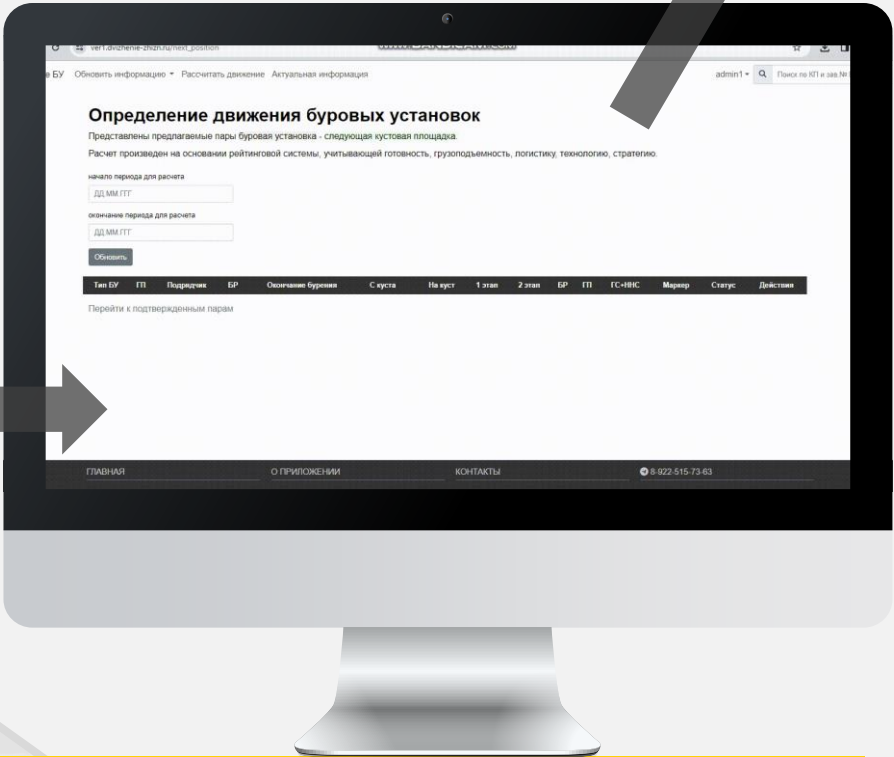 ver1.dvizhenie-zhizn.ru/next_position
WWW.BANDICAM.COM
е БУ Обновить информацию Рассчитать движение Актуальная информация admin1 Поиск по КП и зав.№
Определение движения буровых установок
Представлены предлагаемые пары буровая установка - следующая кустовая площадка.
Расчет произведен на основании рейтинговой системы, учитывающей готовность, грузоподъемность, логистику, технологию, стратегию.
начало периода для расчета
ДД.ММ.ГГГ
окончание периода для расчета
ДД.ММ.ГГГ
Обновить
Тип БУ ГП Подрядчик БР Окончание бурения С куста На куст 1 этап 2 этап БР ГП ГС+ННС Маркер Статус Действия
Перейти к подтвержденным парам
ГЛАВНАЯ О ПРИЛОЖЕНИИ КОНТАКТЫ 8-922-515-73-63